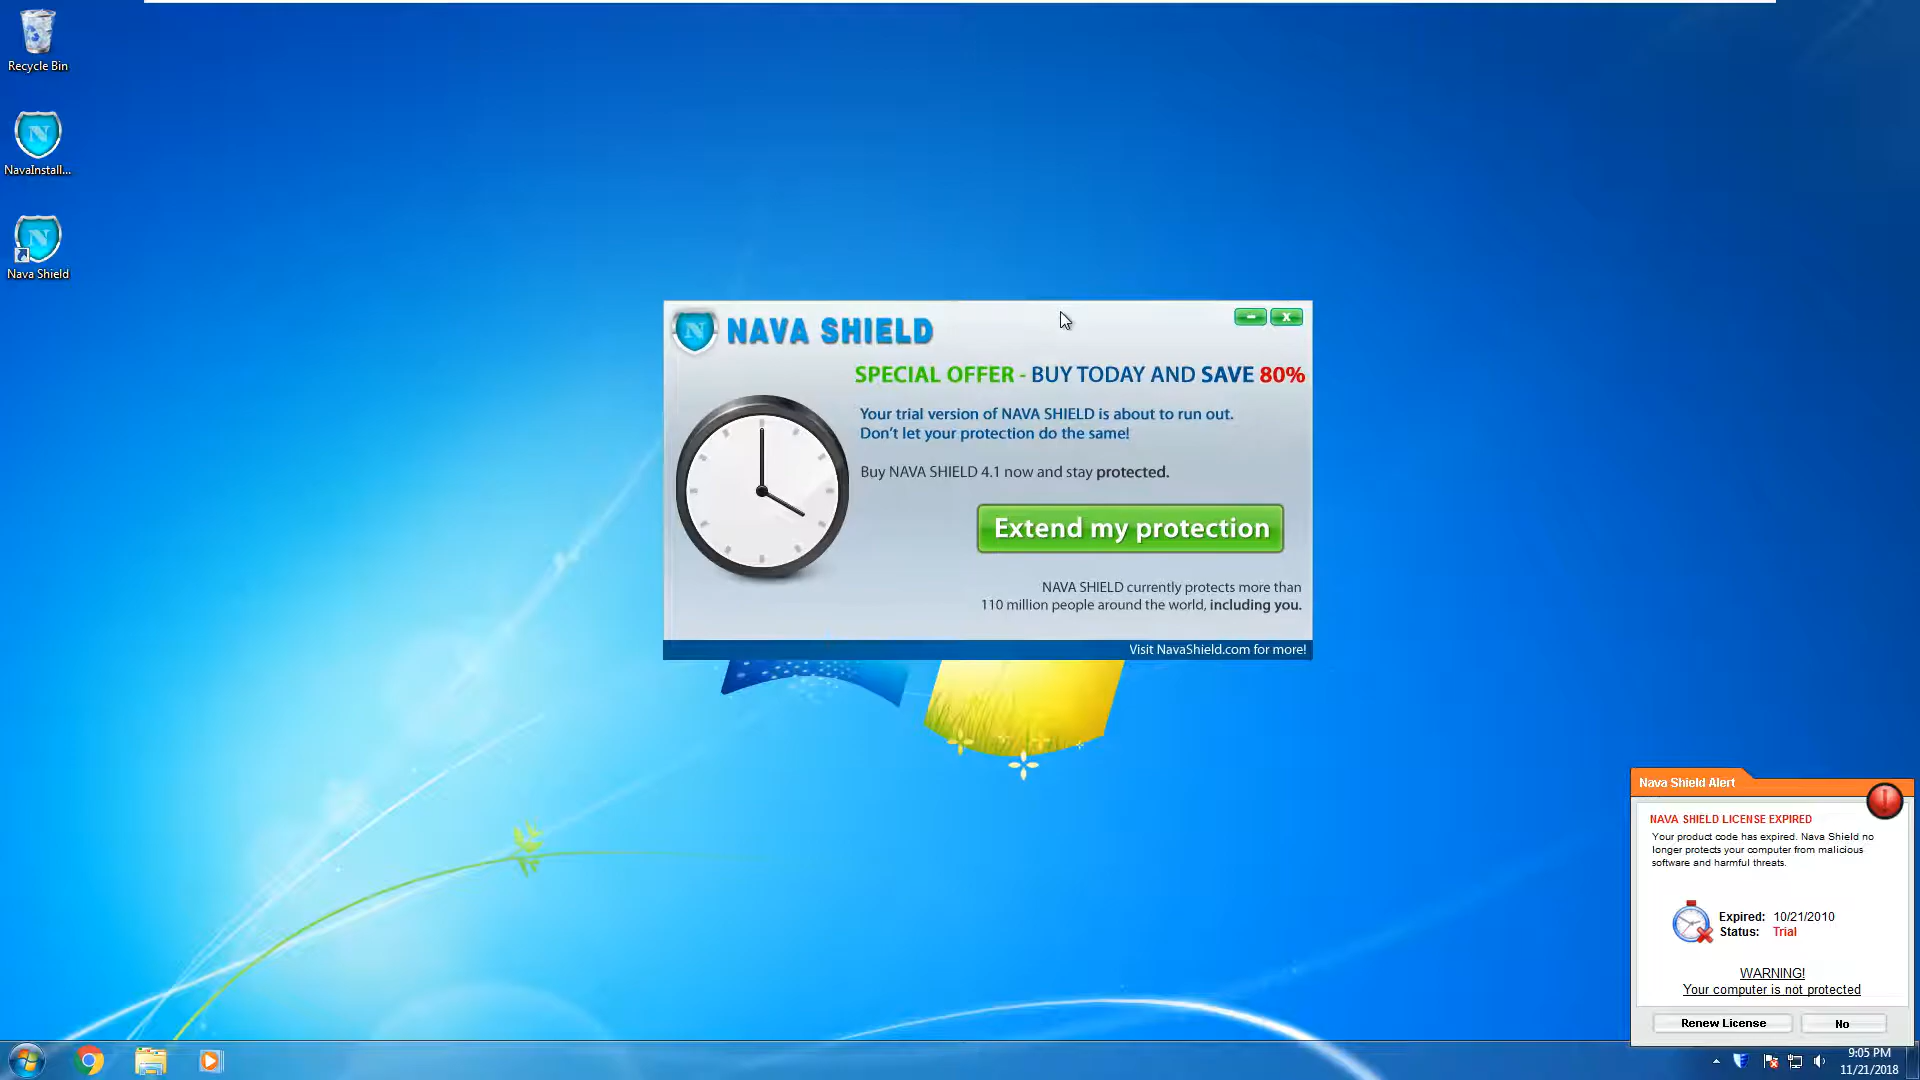 Recycle Bin
NavaInstall...
Nava Shield
N NAVA SHIELD
SPECIAL OFFER - BUY TODAY AND SAVE 80%
Your trial version of NAVA SHIELD is about to run out.
Don't let your protection do the same!
Buy NAVA SHIELD 4.1 now and stay protected.
Extend my protection
NAVA SHIELD currently protects more than
110 million people around the world, including you.
Visit NavaShield.com for more!
Nava Shield Alert
NAVA SHIELD LICENSE EXPIRED
Your product code has expired. Nava Shield no
longer protects your computer from malicious
software and harmful threats.
Expired: 10/21/2010
Status: Trial
WARNING!
Your computer is not protected
Renew License
No
9:05 PM
11/21/2018